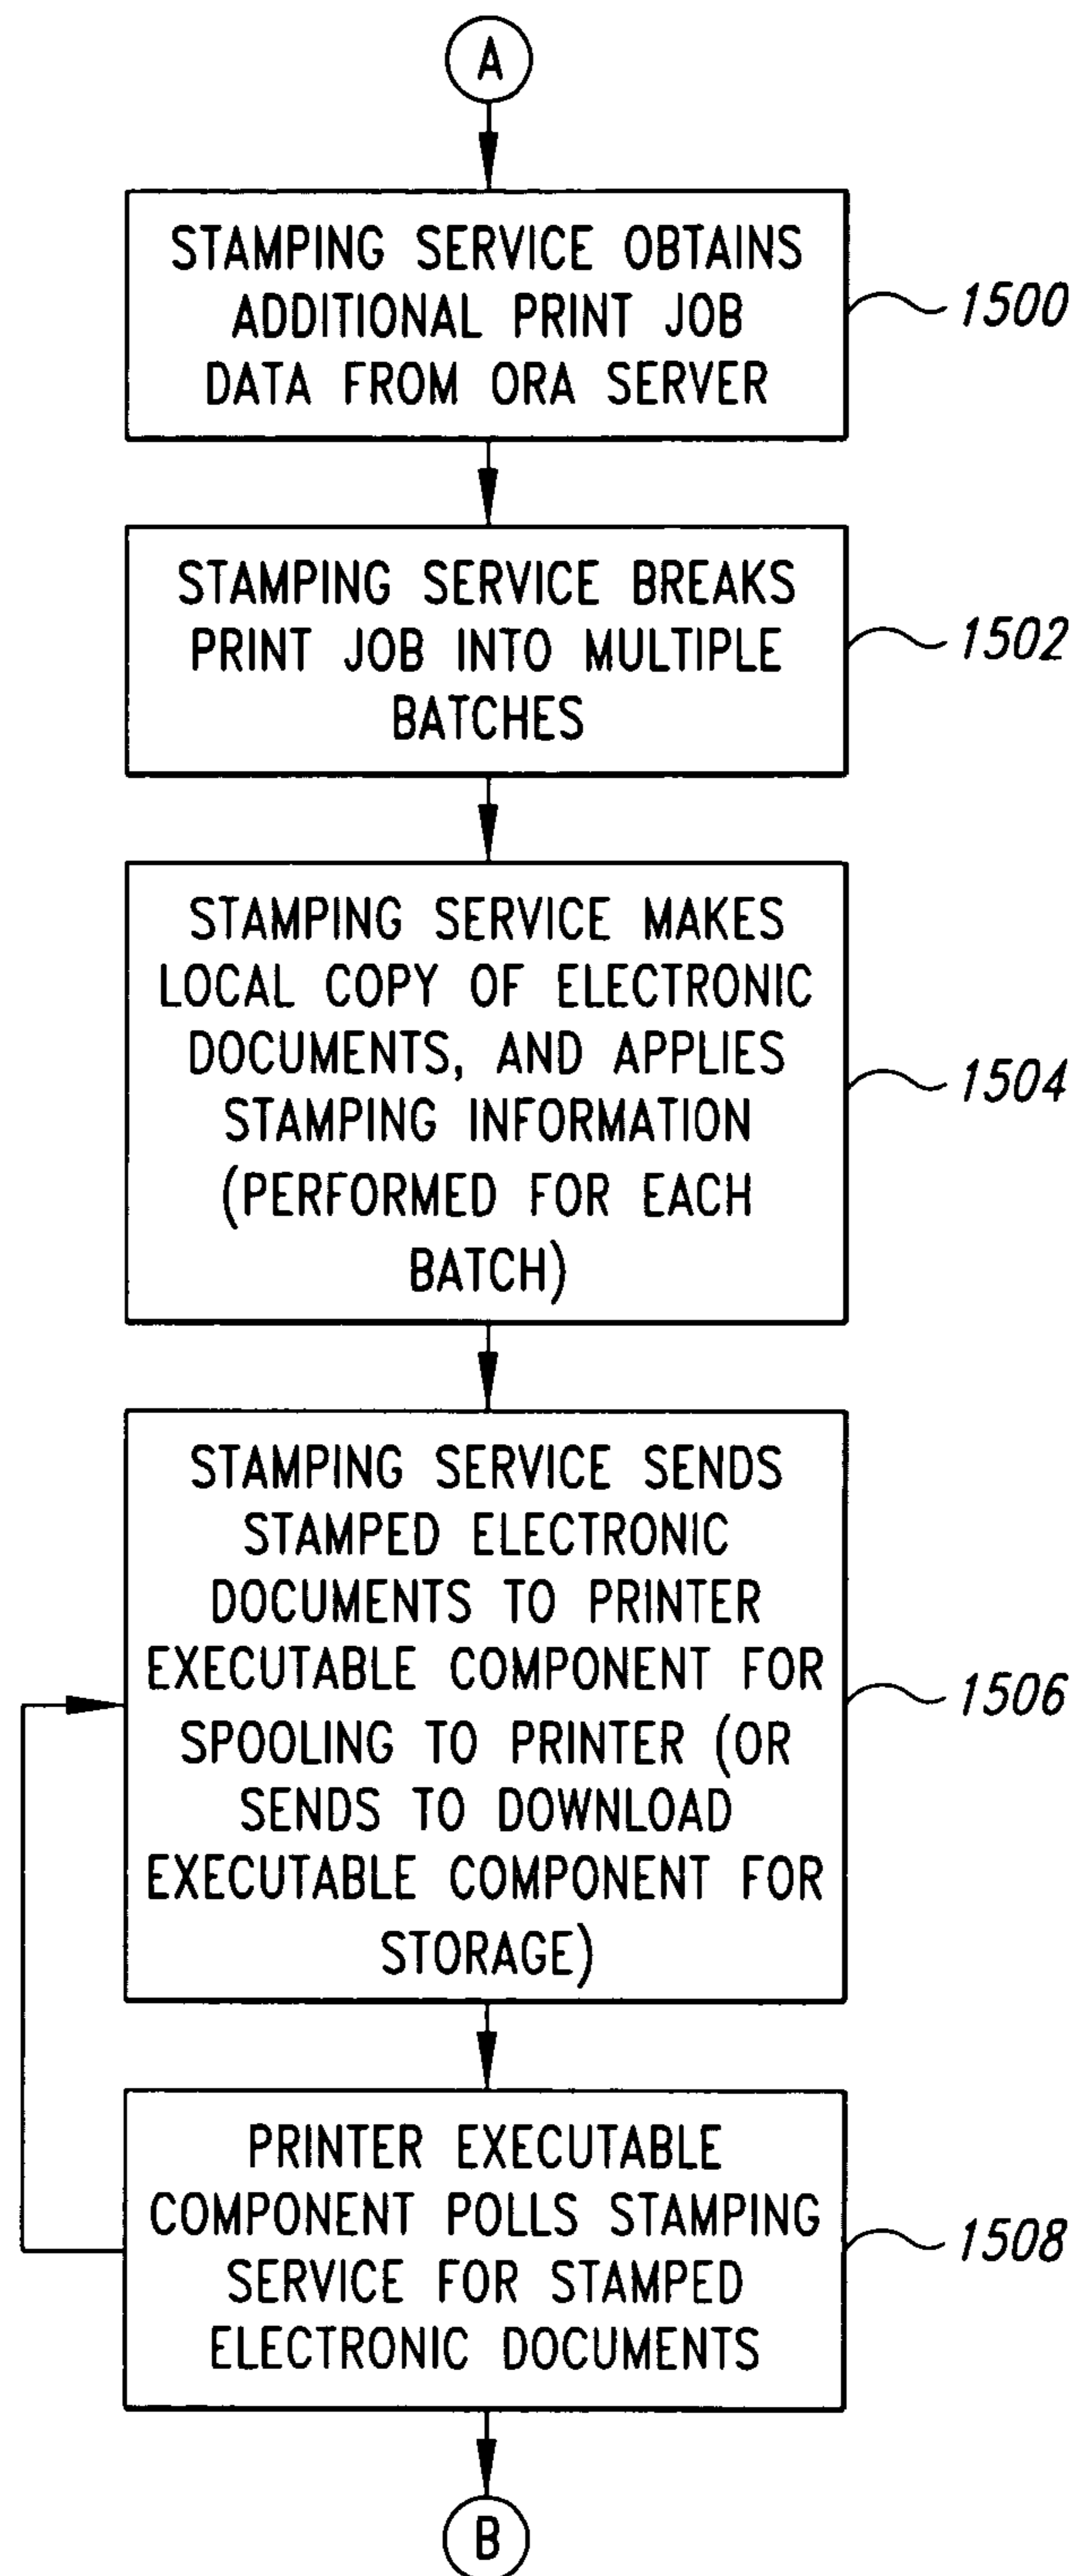 A
STAMPING SERVICE OBTAINS
ADDITIONAL PRINT JOB
DATA FROM ORA SERVER
1500
STAMPING SERVICE BREAKS
PRINT JOB INTO MULTIPLE
BATCHES
1502
STAMPING SERVICE MAKES
LOCAL COPY OF ELECTRONIC
DOCUMENTS, AND APPLIES
STAMPING INFORMATION
(PERFORMED FOR EACH
BATCH)
1504
STAMPING SERVICE SENDS
STAMPED ELECTRONIC
DOCUMENTS TO PRINTER
EXECUTABLE COMPONENT FOR
SPOOLING TO PRINTER (OR
SENDS TO DOWNLOAD
EXECUTABLE COMPONENT FOR
STORAGE)
1506
PRINTER EXECUTABLE
COMPONENT POLLS STAMPING
SERVICE FOR STAMPED
ELECTRONIC DOCUMENTS
1508
B